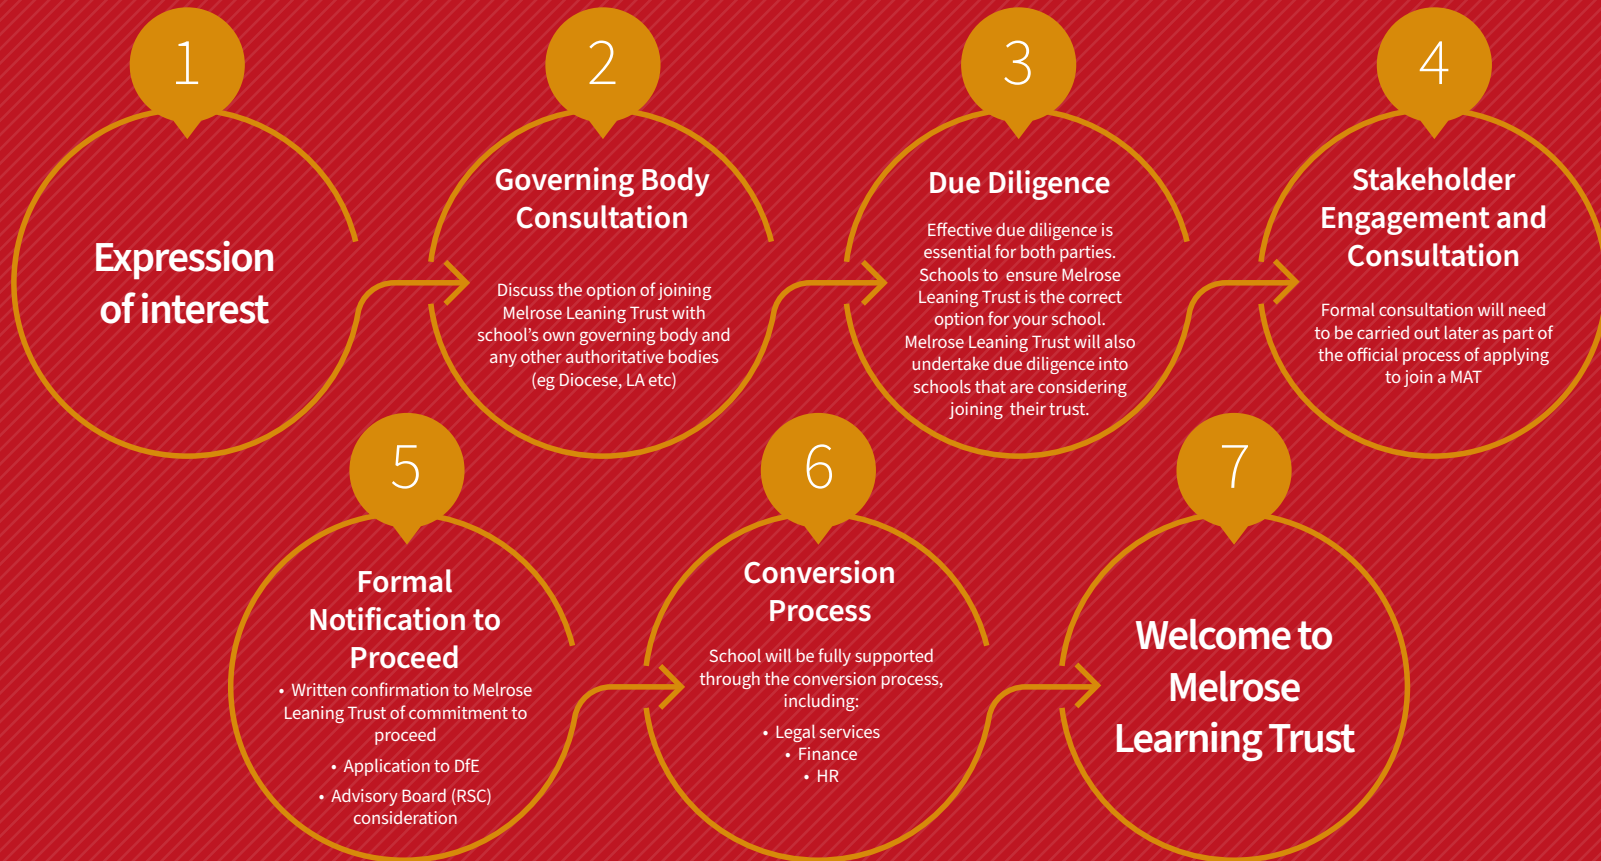 1
Expression
of interest
2
Governing Body
Consultation
Discuss the option of joining
Melrose Leaning Trust with
school’s own governing body and
any other authoritative bodies
(eg Diocese, LA etc)
3
Due Diligence
Effective due diligence is
essential for both parties.
Schools to ensure Melrose
Leaning Trust is the correct
option for your school.
Melrose Leaning Trust will also
undertake due diligence into
schools that are considering
joining their trust.
4
Stakeholder
Engagement and
Consultation
Formal consultation will need
to be carried out later as part of
the official process of applying
to join a MAT
5
Formal
Notification to
Proceed
• Written confirmation to Melrose
Leaning Trust of commitment to
proceed
• Application to DfE
• Advisory Board (RSC)
consideration
6
Conversion
Process
School will be fully supported
through the conversion process,
including:
• Legal services
• Finance
• HR
7
Welcome to
Melrose
Learning Trust